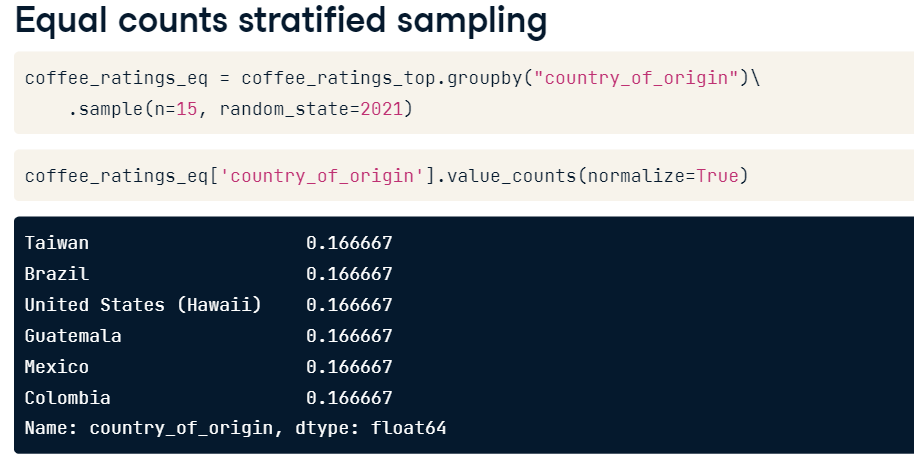 Equal counts stratified sampling
coffee_ratings_eq = coffee_ratings_top.groupby("country_of_origin")\
    .sample(n=15, random_state=2021)
coffee_ratings_eq['country_of_origin'].value_counts(normalize=True)
Taiwan                    0.166667
Brazil                    0.166667
United States (Hawaii)    0.166667
Guatemala                 0.166667
Mexico                    0.166667
Colombia                  0.166667
Name: country_of_origin, dtype: float64